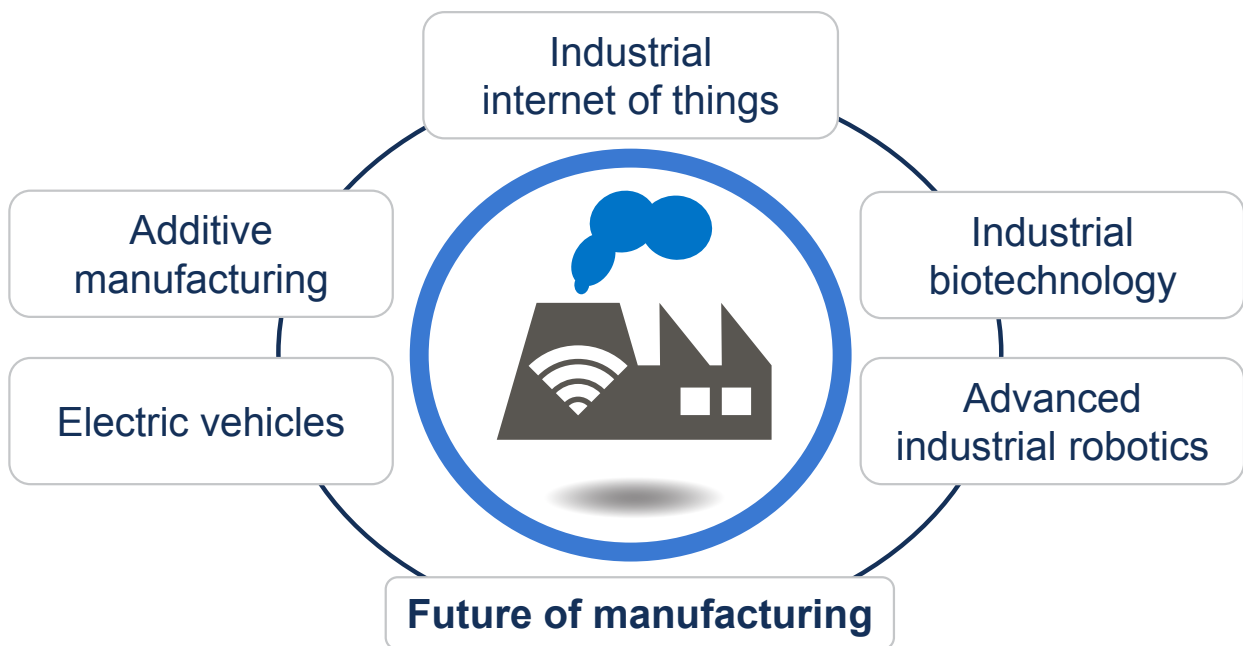 Industrial
internet of things
Additive
manufacturing
Industrial
biotechnology
Electric vehicles
Advanced
industrial robotics
Future of manufacturing